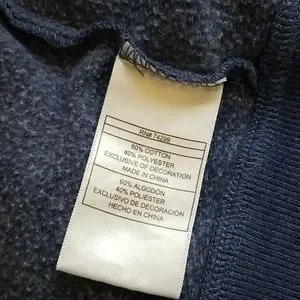 RN# 74299
60% COTTON
40% POLYESTER
EXCLUSIVE OF DECORATION
MADE IN CHINA
60% ALGODÓN
40% POLIÉSTER
EXCLUSIVO DE DECORACIÓN
HECHO EN CHINA